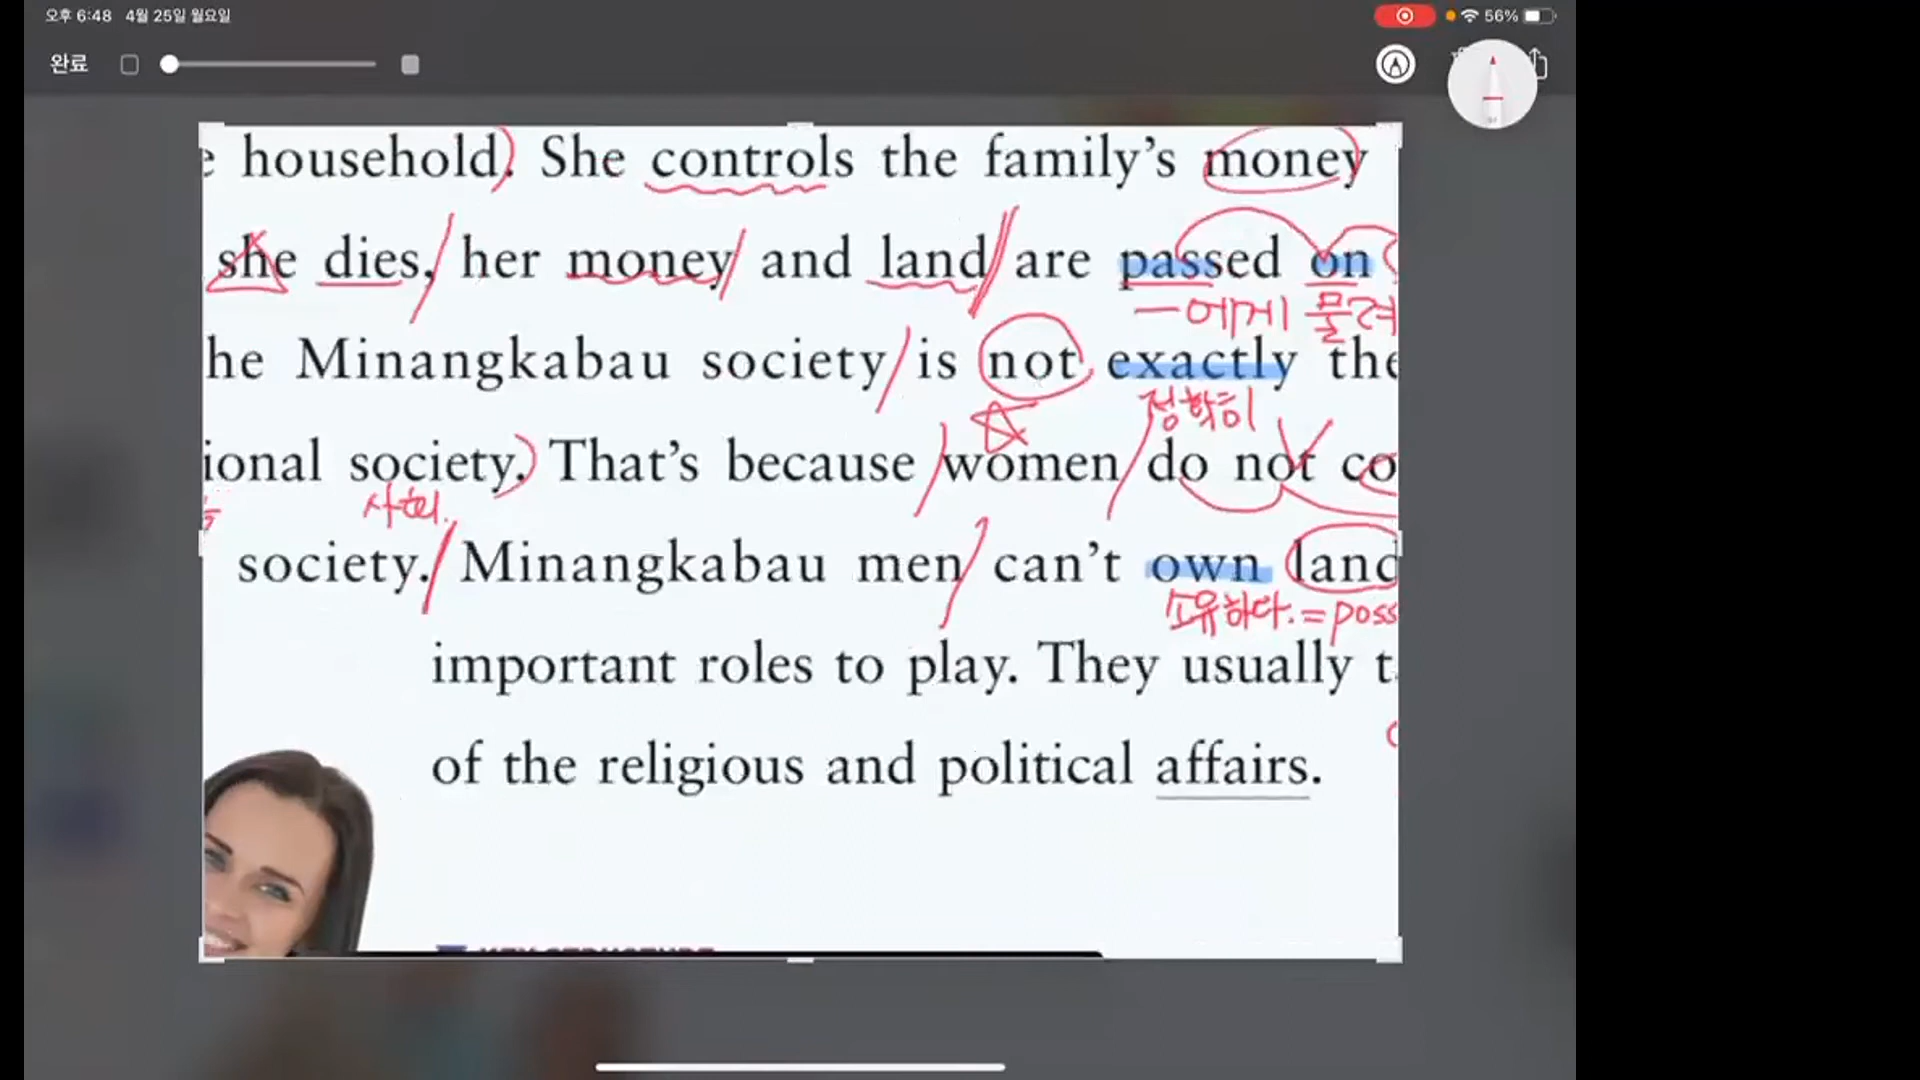 오후 6:48 4월 25일 월요일
56%
완료
e household. She controls the family's money
she dies, her money and land are passed on
—에게 물려
he Minangkabau society is not exactly the
정확히
ional society. That's because women do not co
사회.
society. Minangkabau men can't own land
소유하다. = poss
important roles to play. They usually t
of the religious and political affairs.